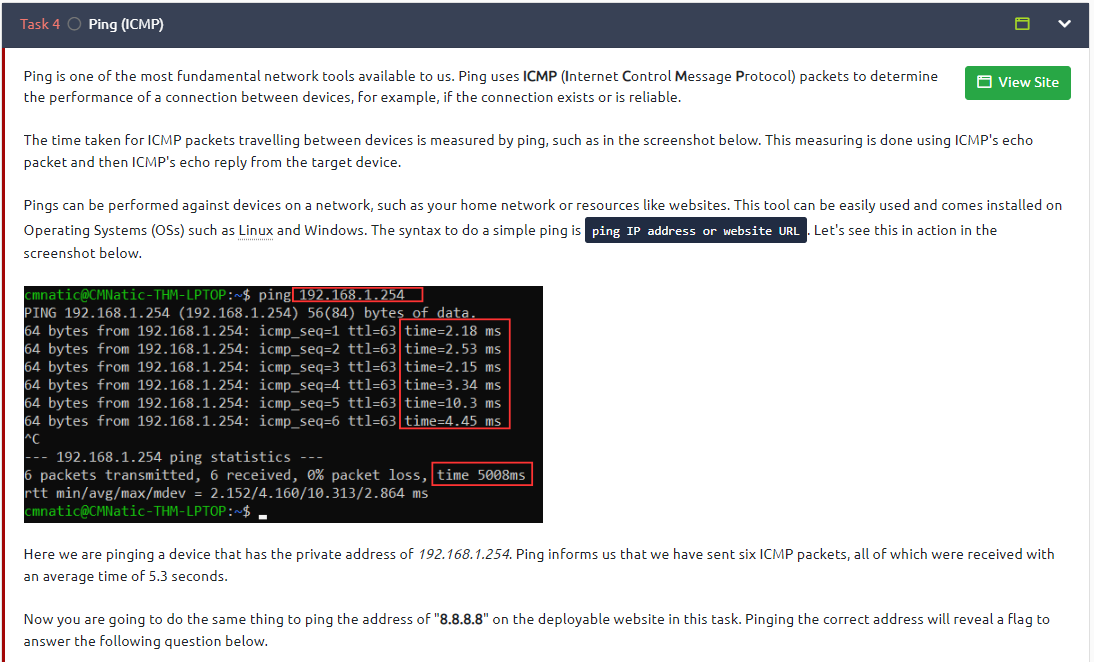 Task 4 Ping (ICMP)
Ping is one of the most fundamental network tools available to us. Ping uses ICMP (Internet Control Message Protocol) packets to determine
the performance of a connection between devices, for example, if the connection exists or is reliable.
View Site
The time taken for ICMP packets travelling between devices is measured by ping, such as in the screenshot below. This measuring is done using ICMP's echo
packet and then ICMP's echo reply from the target device.
Pings can be performed against devices on a network, such as your home network or resources like websites. This tool can be easily used and comes installed on
Operating Systems (OSs) such as Linux and Windows. The syntax to do a simple ping is ping IP address or website URL . Let's see this in action in the
screenshot below.
cmnatic@CMNatic-THM-LPTOP:~$ ping 192.168.1.254
PING 192.168.1.254 (192.168.1.254) 56(84) bytes of data.
64 bytes from 192.168.1.254: icmp_seq=1 ttl=63 time=2.18 ms
64 bytes from 192.168.1.254: icmp_seq=2 ttl=63 time=2.53 ms
64 bytes from 192.168.1.254: icmp_seq=3 ttl=63 time=2.15 ms
64 bytes from 192.168.1.254: icmp_seq=4 ttl=63 time=3.34 ms
64 bytes from 192.168.1.254: icmp_seq=5 ttl=63 time=10.3 ms
64 bytes from 192.168.1.254: icmp_seq=6 ttl=63 time=4.45 ms
^C
--- 192.168.1.254 ping statistics ---
6 packets transmitted, 6 received, 0% packet loss, time 5008ms
rtt min/avg/max/mdev = 2.152/4.160/10.313/2.864 ms
cmnatic@CMNatic-THM-LPTOP:~$
Here we are pinging a device that has the private address of 192.168.1.254. Ping informs us that we have sent six ICMP packets, all of which were received with
an average time of 5.3 seconds.
Now you are going to do the same thing to ping the address of "8.8.8.8" on the deployable website in this task. Pinging the correct address will reveal a flag to
answer the following question below.